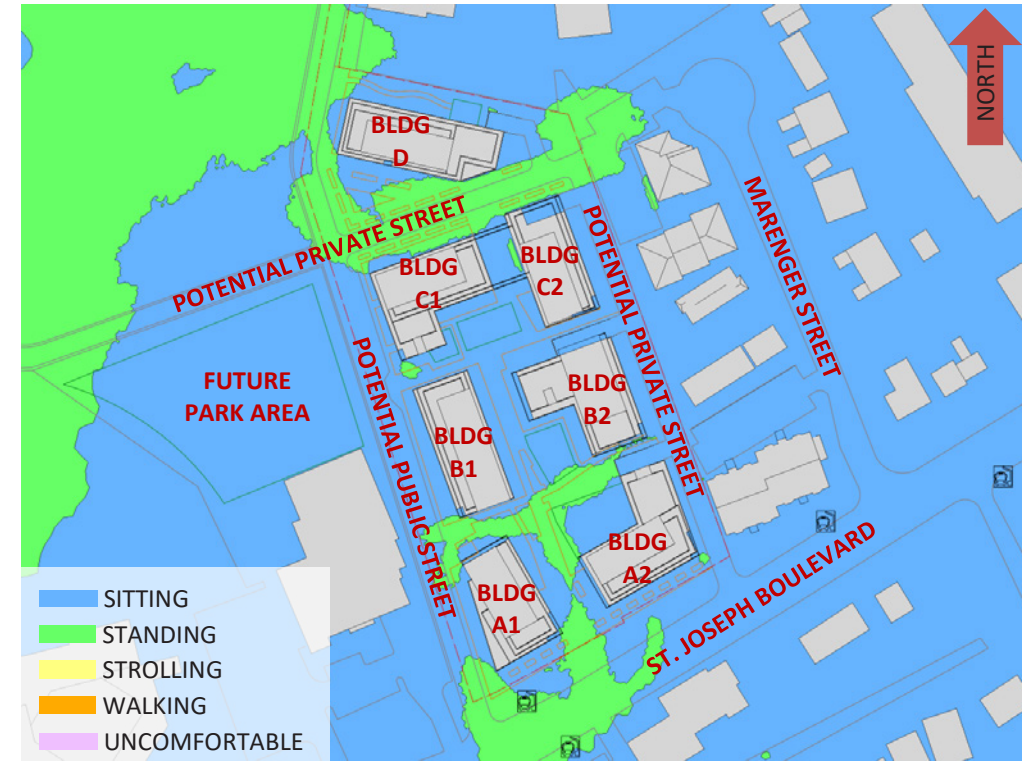 NORTH
BLDG
D
POTENTIAL PRIVATE STREET
BLDG
C1
BLDG
C2
POTENTIAL PRIVATE STREET
MARENGER STREET
FUTURE
PARK AREA
POTENTIAL PUBLIC STREET
BLDG
B1
BLDG
B2
BLDG
A1
BLDG
A2
ST. JOSEPH BOULEVARD
SITTING
STANDING
STROLLING
WALKING
UNCOMFORTABLE